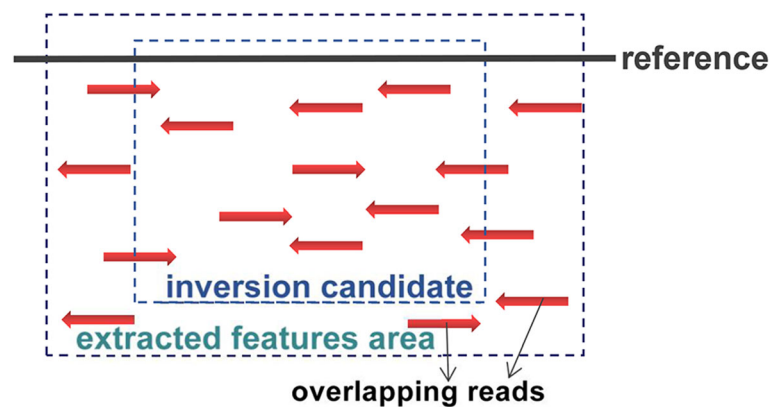 reference
inversion candidate
extracted features area
overlapping reads